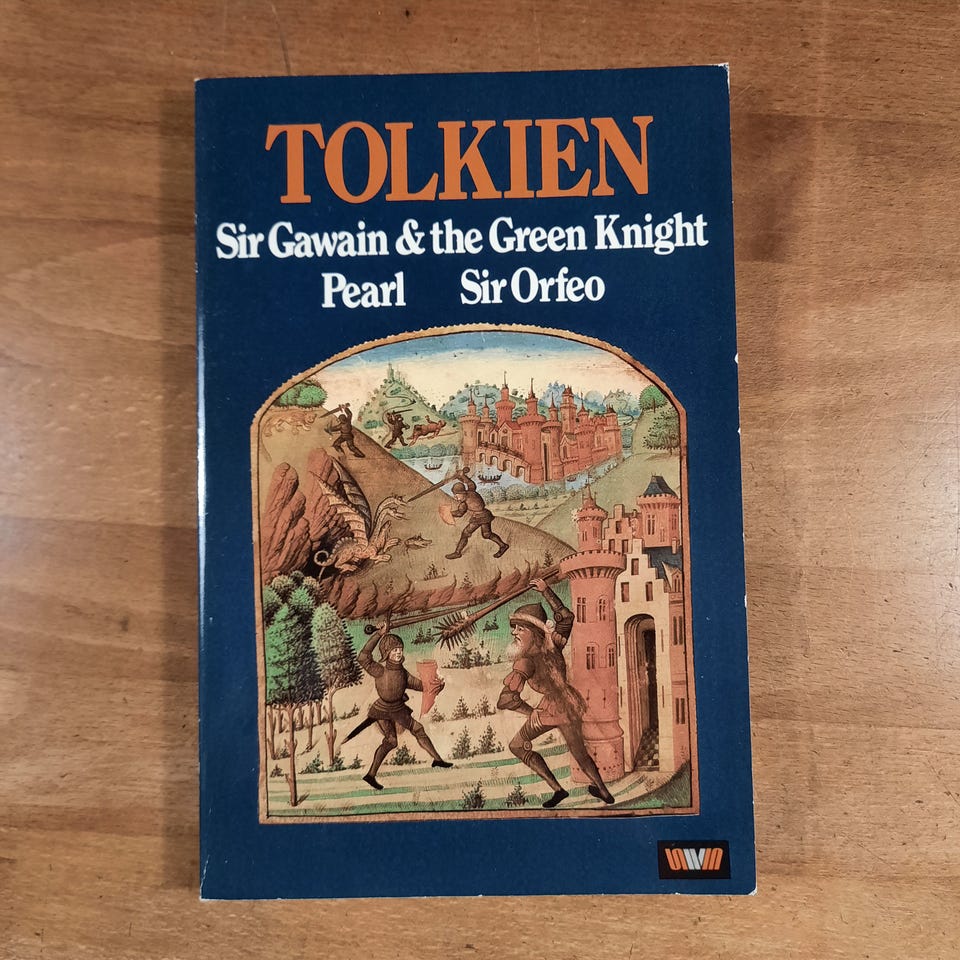 TOLKIEN
Sir Gawain & the Green Knight
Pearl Sir Orfeo